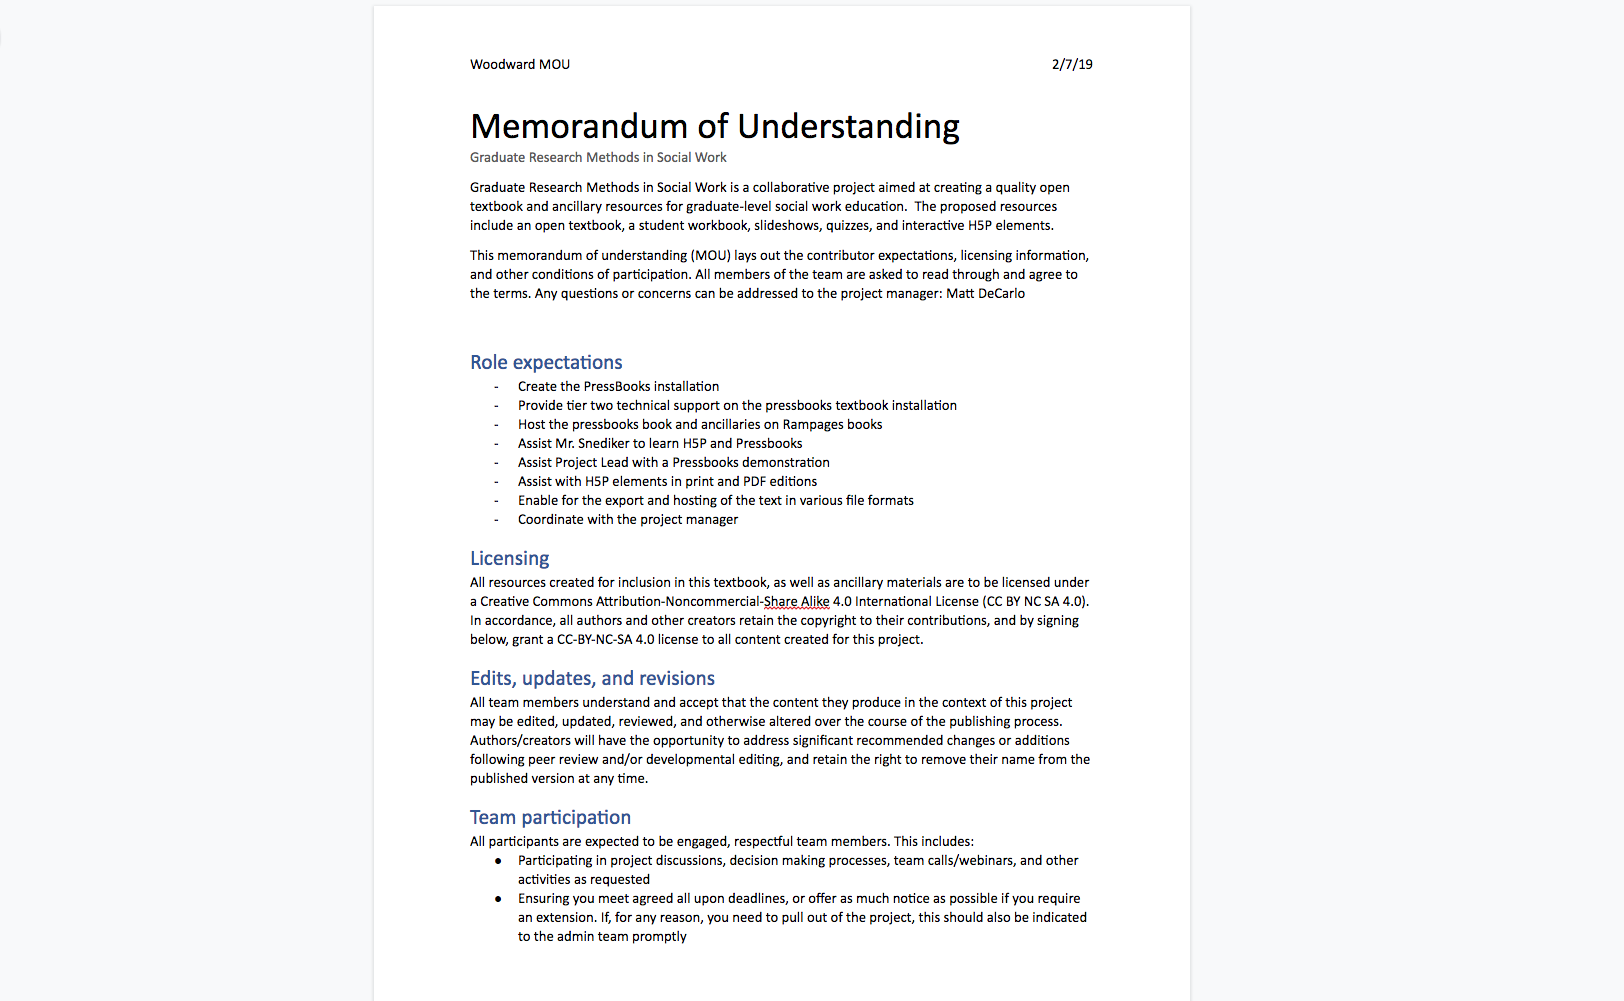 Woodward MOU 2/7/19
Memorandum of Understanding
Graduate Research Methods in Social Work
Graduate Research Methods in Social Work is a collaborative project aimed at creating a quality open
textbook and ancillary resources for graduate-level social work education.  The proposed resources
include an open textbook, a student workbook, slideshows, quizzes, and interactive H5P elements.
This memorandum of understanding (MOU) lays out the contributor expectations, licensing information,
and other conditions of participation. All members of the team are asked to read through and agree to
the terms. Any questions or concerns can be addressed to the project manager: Matt DeCarlo
Role expectations
- Create the PressBooks installation
- Provide tier two technical support on the pressbooks textbook installation
- Host the pressbooks book and ancillaries on Rampages books
- Assist Mr. Snediker to learn H5P and Pressbooks
- Assist Project Lead with a Pressbooks demonstration
- Assist with H5P elements in print and PDF editions
- Enable for the export and hosting of the text in various file formats
- Coordinate with the project manager
Licensing
All resources created for inclusion in this textbook, as well as ancillary materials are to be licensed under
a Creative Commons Attribution-Noncommercial-Share Alike 4.0 International License (CC BY NC SA 4.0).
In accordance, all authors and other creators retain the copyright to their contributions, and by signing
below, grant a CC-BY-NC-SA 4.0 license to all content created for this project.
Edits, updates, and revisions
All team members understand and accept that the content they produce in the context of this project
may be edited, updated, reviewed, and otherwise altered over the course of the publishing process.
Authors/creators will have the opportunity to address significant recommended changes or additions
following peer review and/or developmental editing, and retain the right to remove their name from the
published version at any time.
Team participation
All participants are expected to be engaged, respectful team members. This includes:
● Participating in project discussions, decision making processes, team calls/webinars, and other
activities as requested
● Ensuring you meet agreed all upon deadlines, or offer as much notice as possible if you require
an extension. If, for any reason, you need to pull out of the project, this should also be indicated
to the admin team promptly